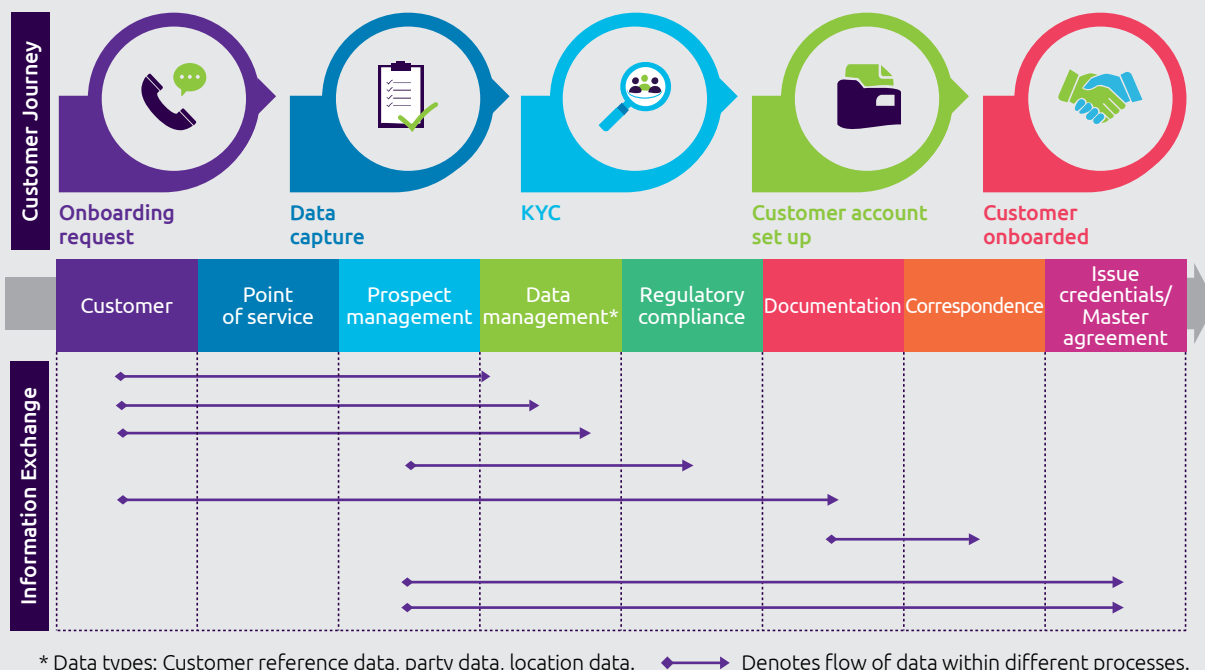 Customer Journey
Onboarding
request
Data
capture
KYC
Customer account
set up
Customer
onboarded
Customer
Point
of service
Prospect
management
Data
management*
Regulatory
compliance
Documentation
Correspondence
Issue
credentials/
Master
agreement
Information Exchange
* Data types: Customer reference data, party data, location data.
Denotes flow of data within different processes.